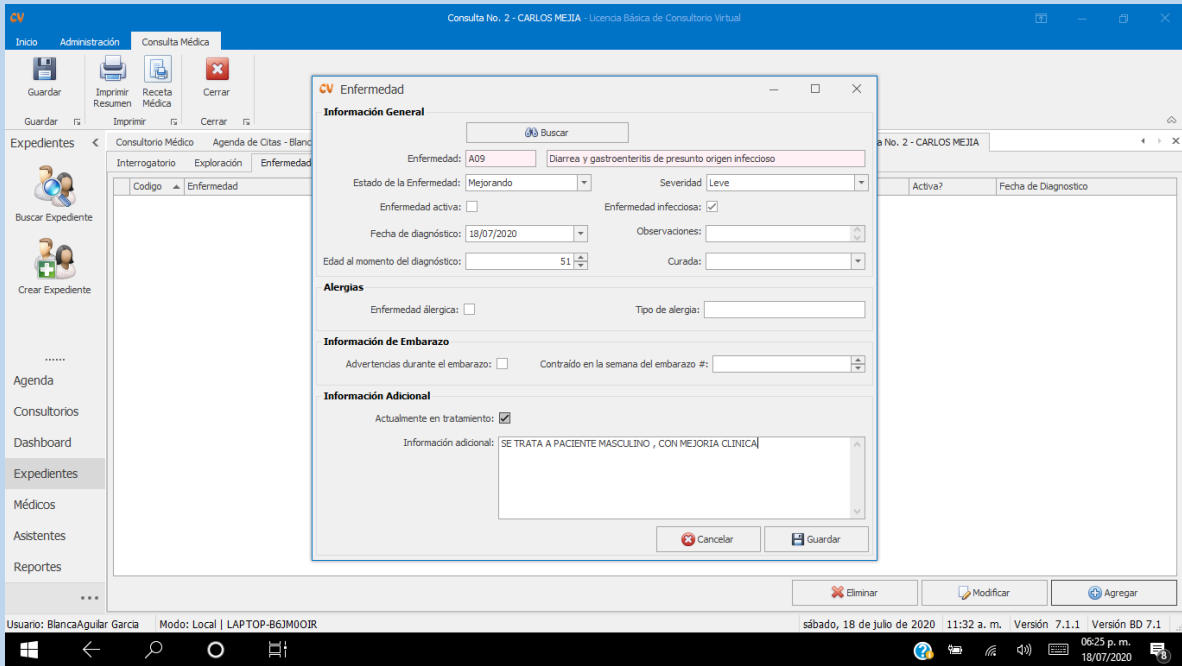 CV
Consulta No. 2 - CARLOS MEJIA - Licencia Básica de Consultorio Virtual
Inicio Administración Consulta Médica
Guardar
Imprimir Resumen
Receta Médica
Cerrar
Guardar Imprimir Cerrar
Expedientes
Consultorio Médico Agenda de Citas - Blanc
a No. 2 - CARLOS MEJIA
Interrogatorio Exploración Enfermedad
Codigo Enfermedad
Activa? Fecha de Diagnostico
Buscar Expediente
Crear Expediente
......
Agenda
Consultorios
Dashboard
Expedientes
Médicos
Asistentes
Reportes
CV Enfermedad
Información General
Buscar
Enfermedad: A09 Diarrea y gastroenteritis de presunto origen infeccioso
Estado de la Enfermedad: Mejorando Severidad Leve
Enfermedad activa: Enfermedad infecciosa:
Fecha de diagnóstico: 18/07/2020 Observaciones:
Edad al momento del diagnóstico: 51 Curada:
Alergias
Enfermedad álergica: Tipo de alergia:
Información de Embarazo
Advertencias durante el embarazo: Contraído en la semana del embarazo #:
Información Adicional
Actualmente en tratamiento:
Información adicional: SE TRATA A PACIENTE MASCULINO , CON MEJORIA CLINICA
Cancelar Guardar
Eliminar Modificar Agregar
Usuario: BlancaAguilar Garcia Modo: Local | LAPTOP-B6JM0OIR
sábado, 18 de julio de 2020 11:32 a. m. Versión 7.1.1 Versión BD 7.1
06:25 p. m.
18/07/2020
8